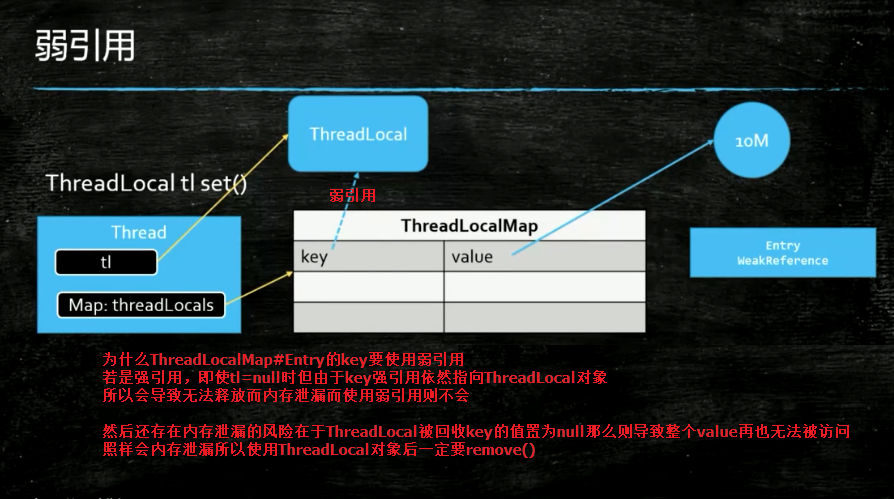 弱引用
ThreadLocal
10M
ThreadLocal tl set()
弱引用
Thread
tl
Map: threadLocals
ThreadLocalMap
key
value
Entry
WeakReference
为什么ThreadLocalMap#Entry的key要使用弱引用
若是强引用，即使tl=null时但由于key强引用依然指向ThreadLocal对象
所以会导致无法释放而内存泄漏而使用弱引用则不会
然后还存在内存泄漏的风险在于ThreadLocal被回收key的值置为null那么则导致整个value再也无法被访问
照样会内存泄漏所以使用ThreadLocal对象后一定要remove()